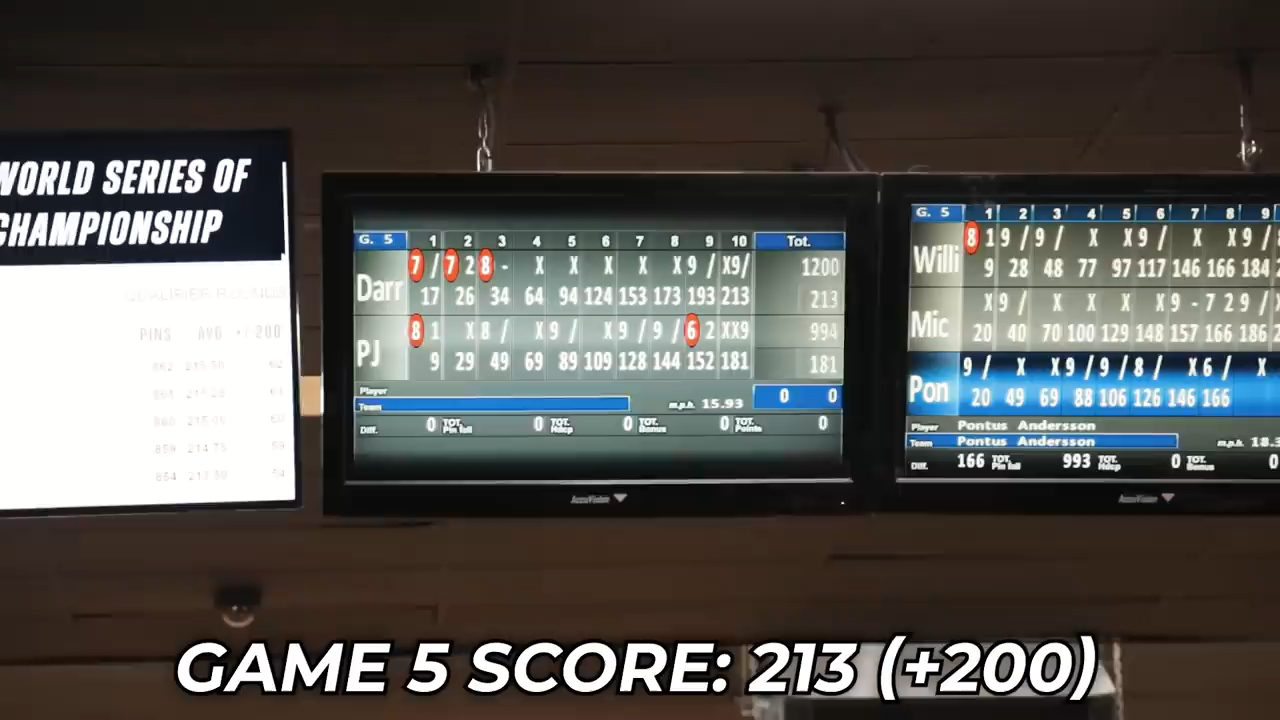 WORLD SERIES OF
CHAMPIONSHIP
PINS AVG +/-200
G. 5 1 2 3 4 5 6 7 8 9 10 Tot.
Darr 7 / 7 2 8 - X X X X X 9 / X9/ 1200
17 26 34 64 94 124 153 173 193 213 213
PJ 8 1 X 8 / X 9 / X 9 / 9 / 6 2 XX9 994
9 29 49 69 89 109 128 144 152 181 181
Player
Team m.p.h. 15.93 0 0
Diff. 0 TOT. Pin fall 0 TOT. Hdcp 0 TOT. Bonus 0 TOT. Points 0
AccuVision
G. 5 1 2 3 4 5 6 7 8 9
Willi 8 1 9 / 9 / X X 9 / X X 9 /
9 28 48 77 97 117 146 166 184
Mic X 9 / X X X X 9 - 7 2 9 /
20 40 70 100 129 148 157 166 186
Pon 9 / X X 9 / 9 / 8 / X 6 / X
20 49 69 88 106 126 146 166
Player Pontus Andersson
Team Pontus Andersson m.p.h. 18.3
Diff. 166 TOT. Pin fall 993 TOT. Hdcp 0 TOT. Bonus 0
AccuVision
GAME 5 SCORE: 213 (+200)